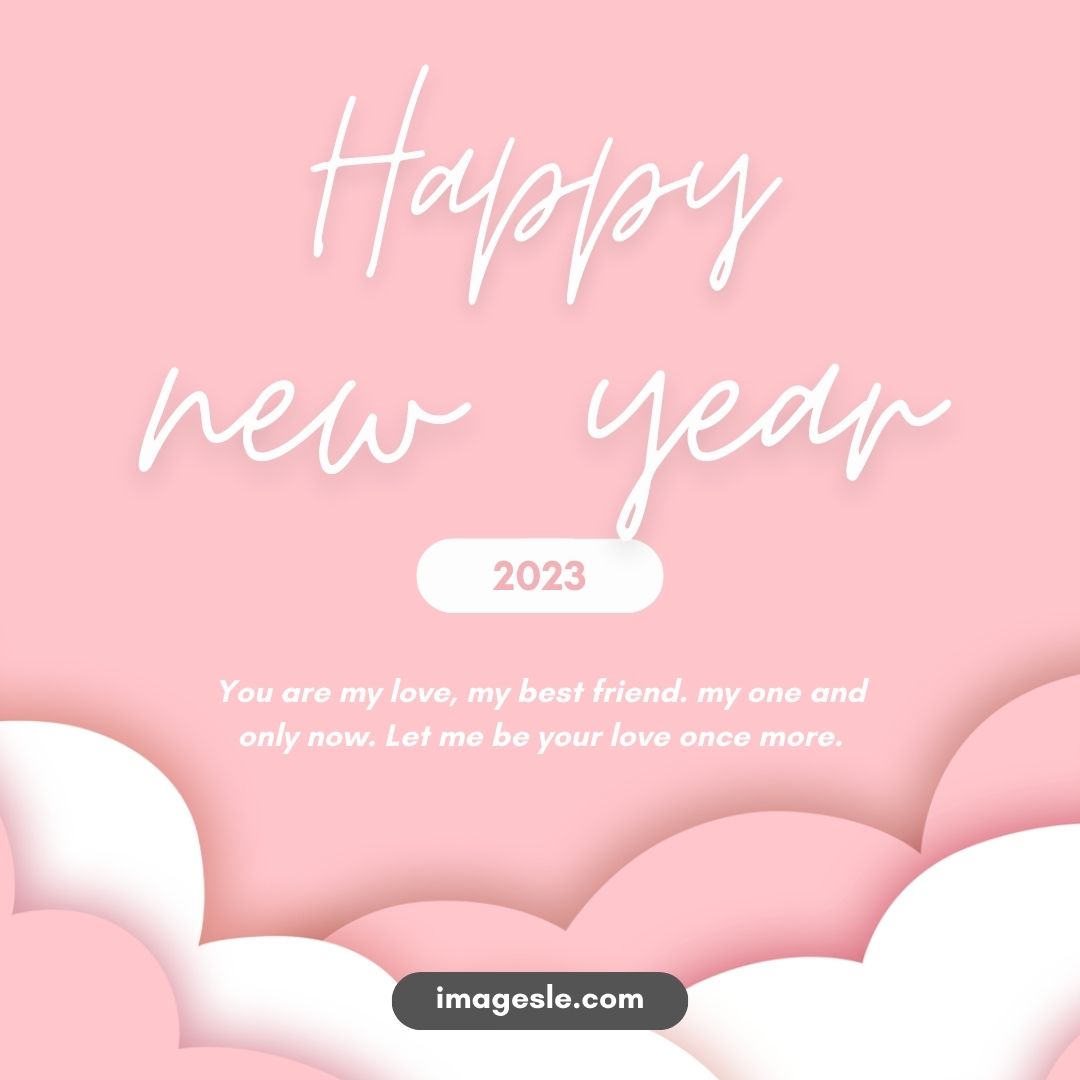 Happy
new year
2023
You are my love, my best friend. my one and
only now. Let me be your love once more.
imagesle.com